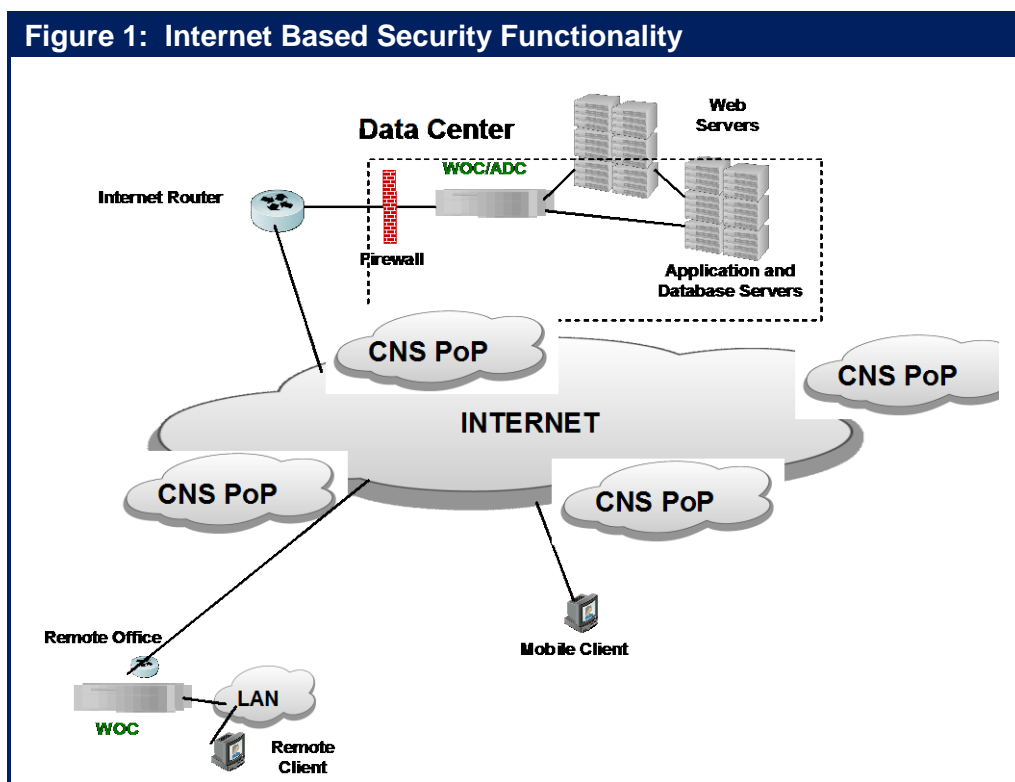 Figure 1: Internet Based Security Functionality
Web
Servers
Data Center
WOC/ADC
Internet Router
Firewall
Application and
Database Servers
CNS PoP
CNS PoP
INTERNET
CNS PoP
CNS PoP
Remote Office
Mobile Client
LAN
WOC
Remote
Client